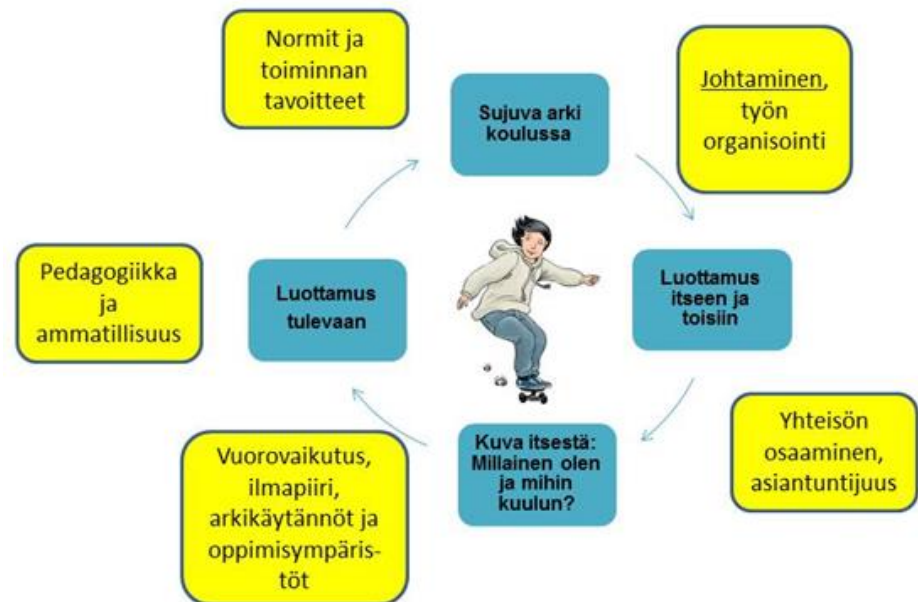 Normit ja
toiminnan
tavoitteet
Sujuva arki
koulussa
Johtaminen,
työn
organisointi
Pedagogiikka
ja
ammatillisuus
Luottamus
tulevaan
Luottamus
itseen ja
toisiin
Vuorovaikutus,
ilmapiiri,
arkikäytännöt ja
oppimisympäris-
töt
Kuva itsestä:
Millainen olen
ja mihin
kuulun?
Yhteisön
osaaminen,
asiantuntijuus